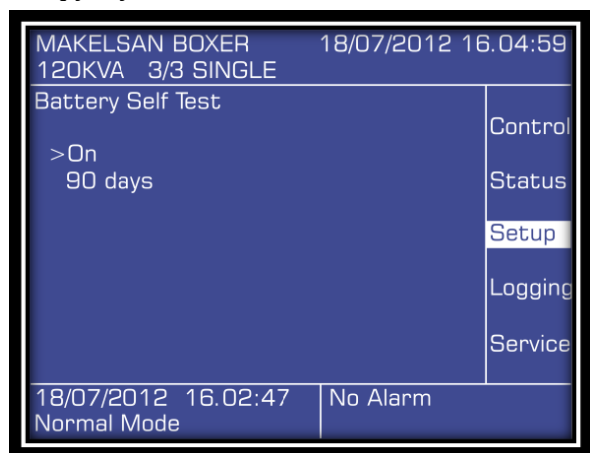 MAKELSAN BOXER 18/07/2012 16.04:59
120KVA 3/3 SINGLE
Battery Self Test
>On
90 days
Control
Status
Setup
Logging
Service
18/07/2012 16.02:47 No Alarm
Normal Mode